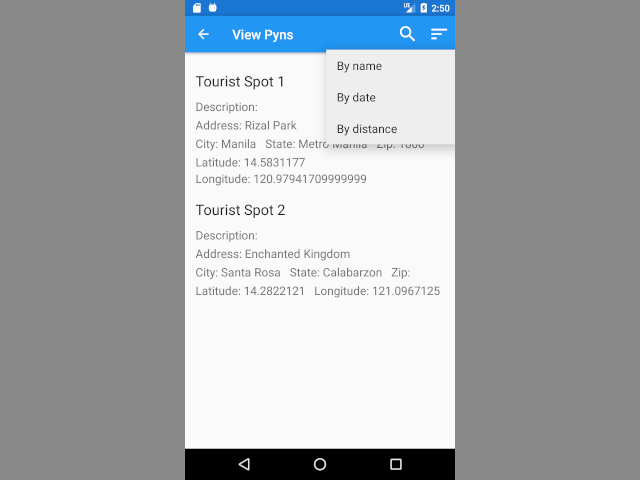 2:50
View Pyns
By name
By date
By distance
Tourist Spot 1
Description:
Address: Rizal Park
City: Manila State: Metro Manila Zip: 1000
Latitude: 14.5831177
Longitude: 120.97941709999999
Tourist Spot 2
Description:
Address: Enchanted Kingdom
City: Santa Rosa State: Calabarzon Zip:
Latitude: 14.2822121 Longitude: 121.0967125